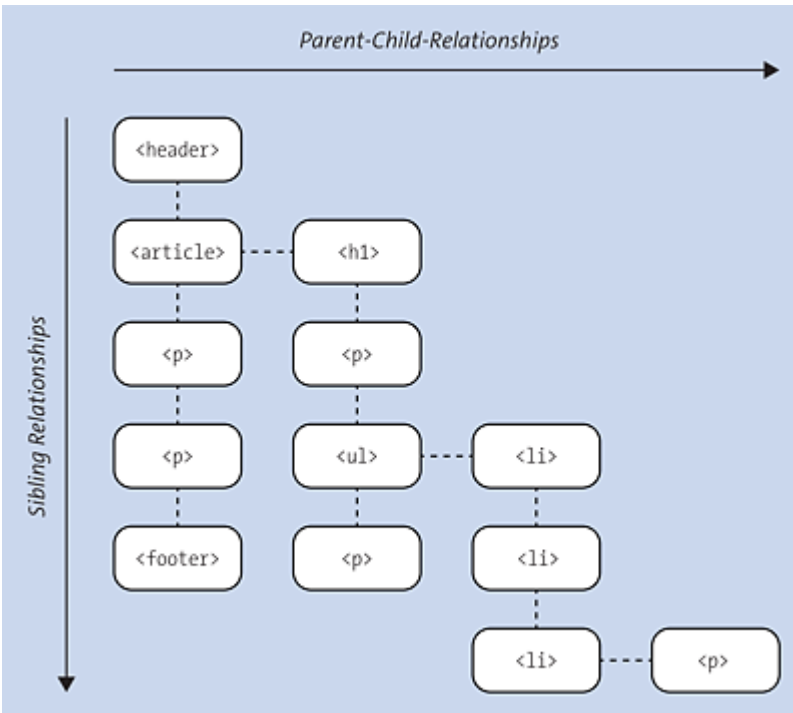 Parent-Child-Relationships
Sibling Relationships
<header>
<article> <h1>
<p> <p>
<p> <ul> <li>
<footer> <p> <li>
<li> <p>